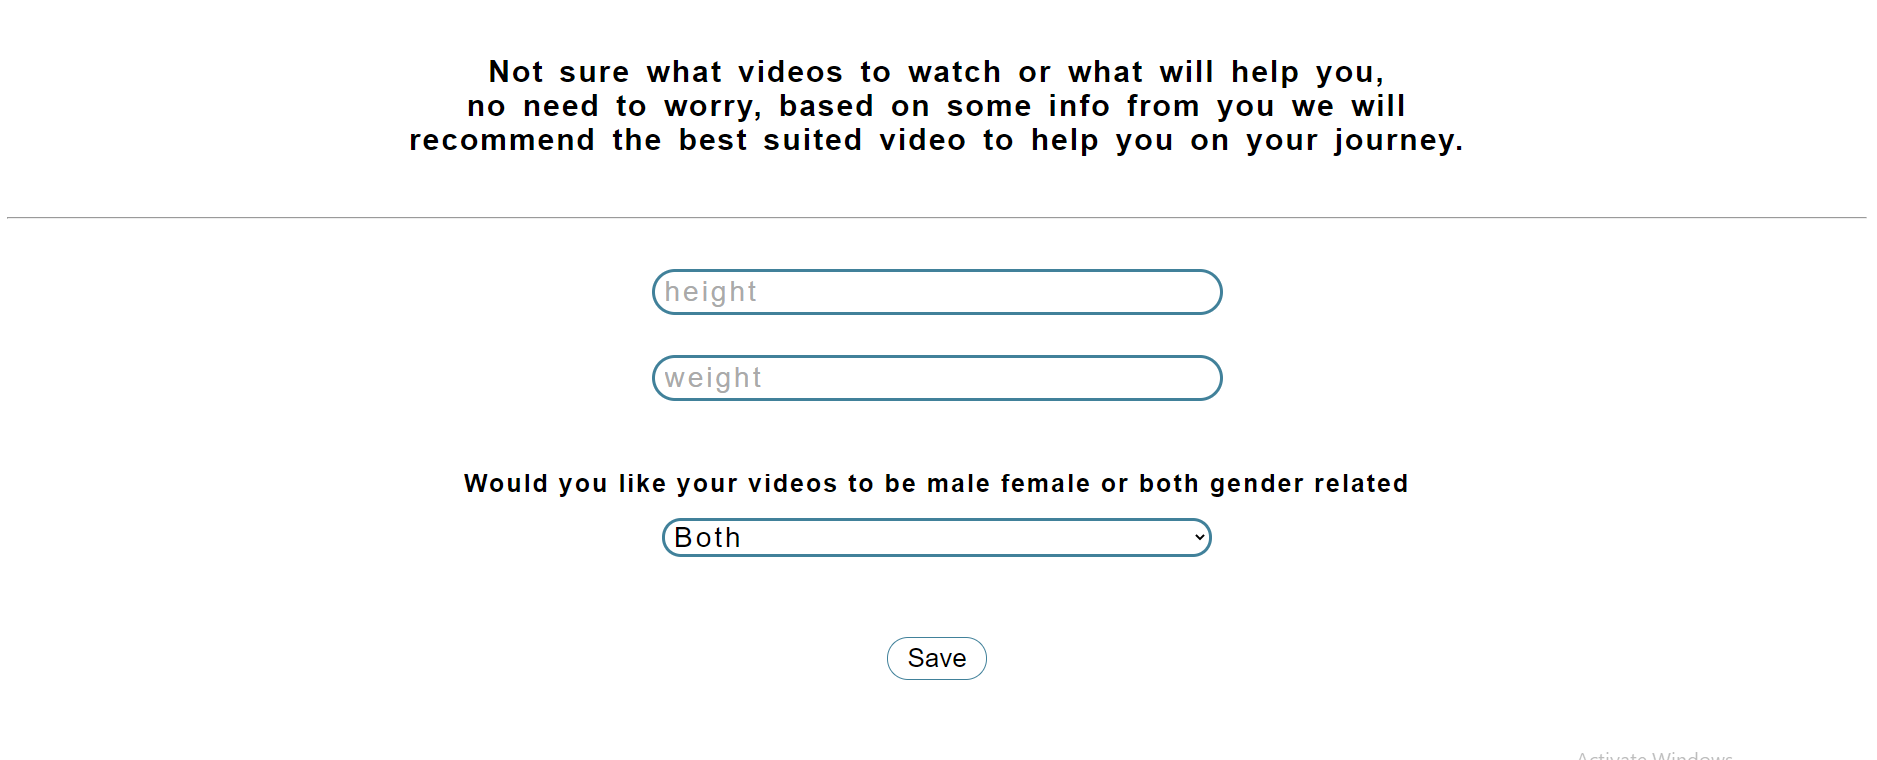 Not sure what videos to watch or what will help you,
no need to worry, based on some info from you we will
recommend the best suited video to help you on your journey.
height
weight
Would you like your videos to be male female or both gender related
Both
Save
Activate Windows